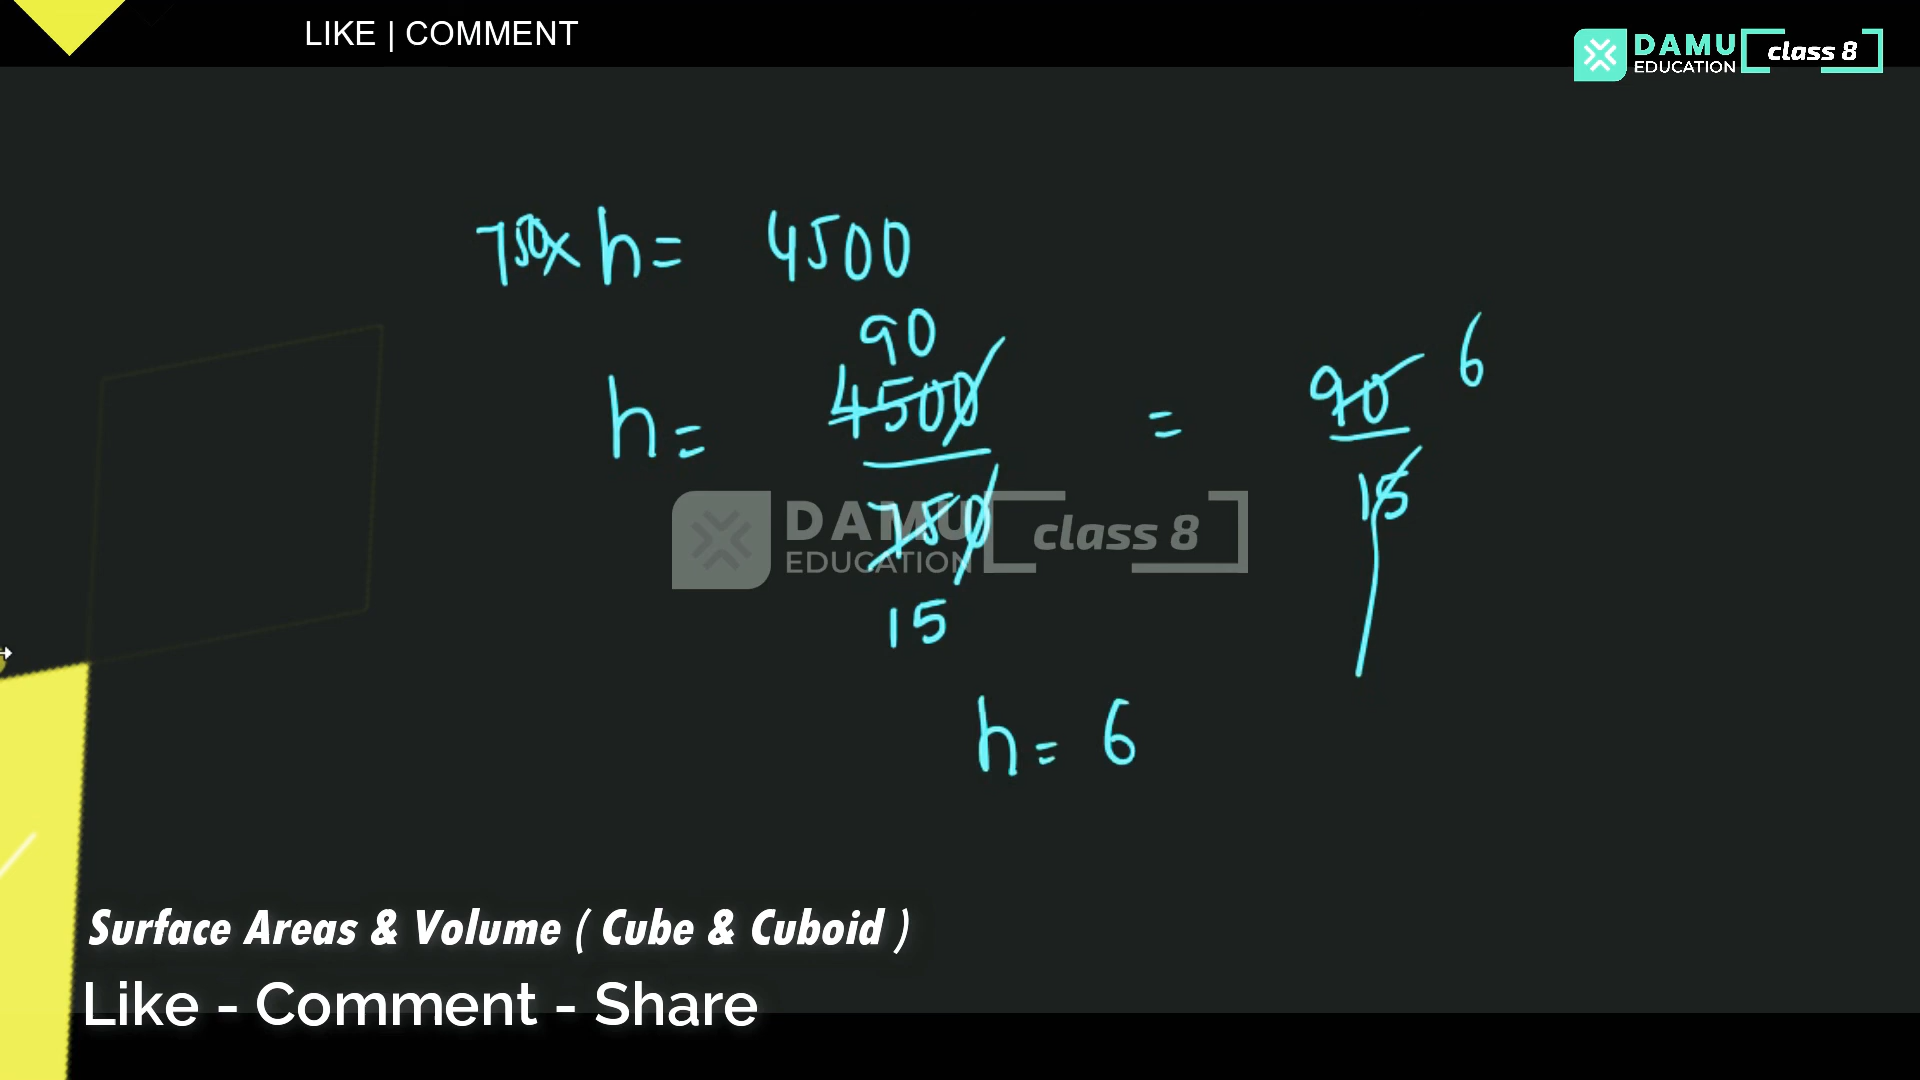 LIKE | COMMENT
DAMU
EDUCATION
class 8
750x h = 4500
90
h = 4500 = 90 6
750 15
15
DAMU
EDUCATION
class 8
h = 6
Surface Areas & Volume ( Cube & Cuboid )
Like - Comment - Share